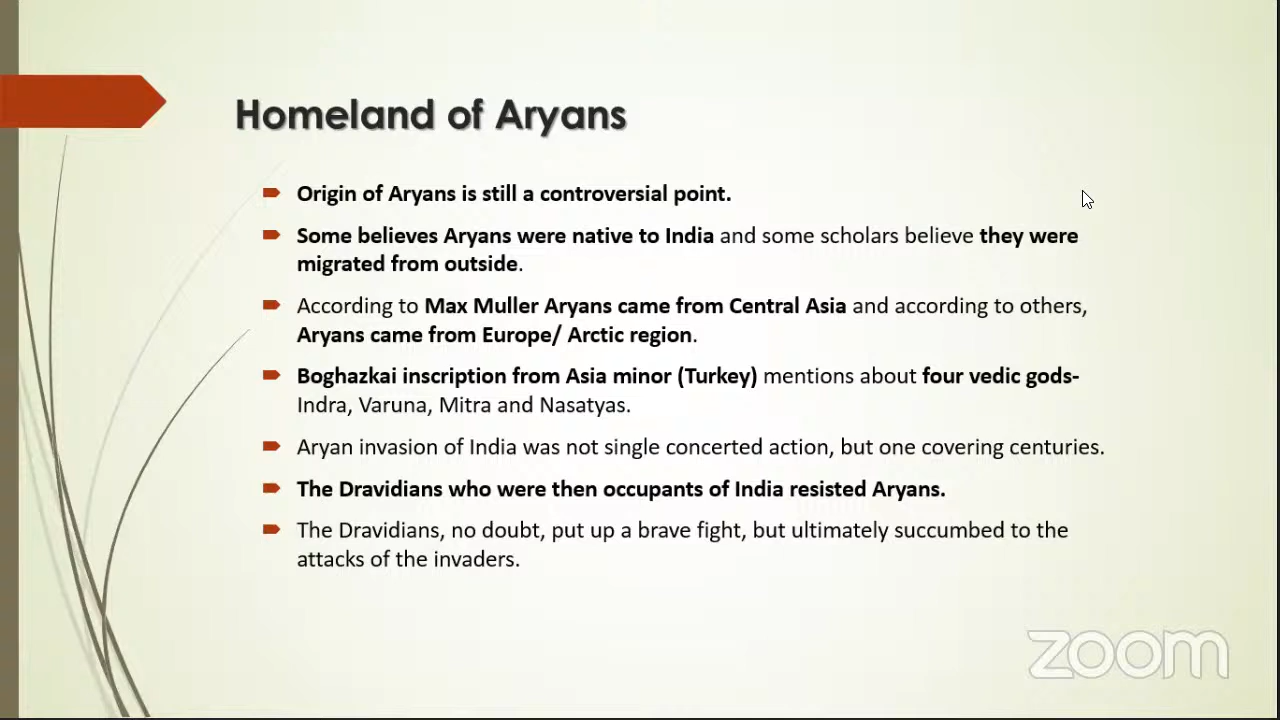 Homeland of Aryans
Origin of Aryans is still a controversial point.
Some believes Aryans were native to India and some scholars believe they were
migrated from outside.
According to Max Muller Aryans came from Central Asia and according to others,
Aryans came from Europe/ Arctic region.
Boghazkai inscription from Asia minor (Turkey) mentions about four vedic gods-
Indra, Varuna, Mitra and Nasatyas.
Aryan invasion of India was not single concerted action, but one covering centuries.
The Dravidians who were then occupants of India resisted Aryans.
The Dravidians, no doubt, put up a brave fight, but ultimately succumbed to the
attacks of the invaders.
zoom